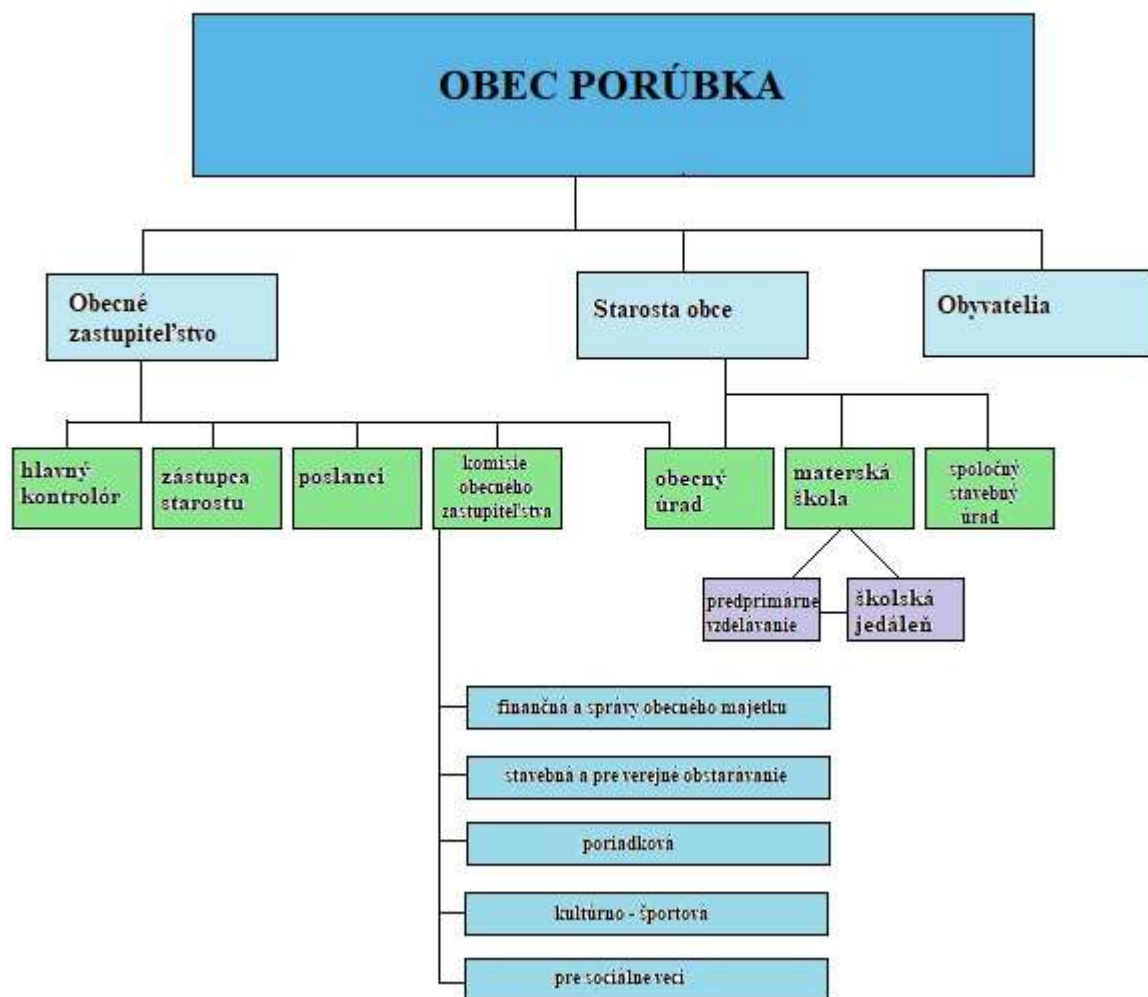 OBEC PORÚBKA
Obecné
zastupiteľstvo
Starosta obce
Obyvatelia
hlavný
kontrolór
zástupca
starostu
poslanci
komisie
obecného
zastupiteľstva
obecný
úrad
materská
škola
spoločný
stavebný
úrad
predprimárne
vzdelávanie
školská
jedáleň
finančná a správy obecného majetku
stavebná a pre verejné obstarávanie
poriadková
kultúrno - športová
pre sociálne veci